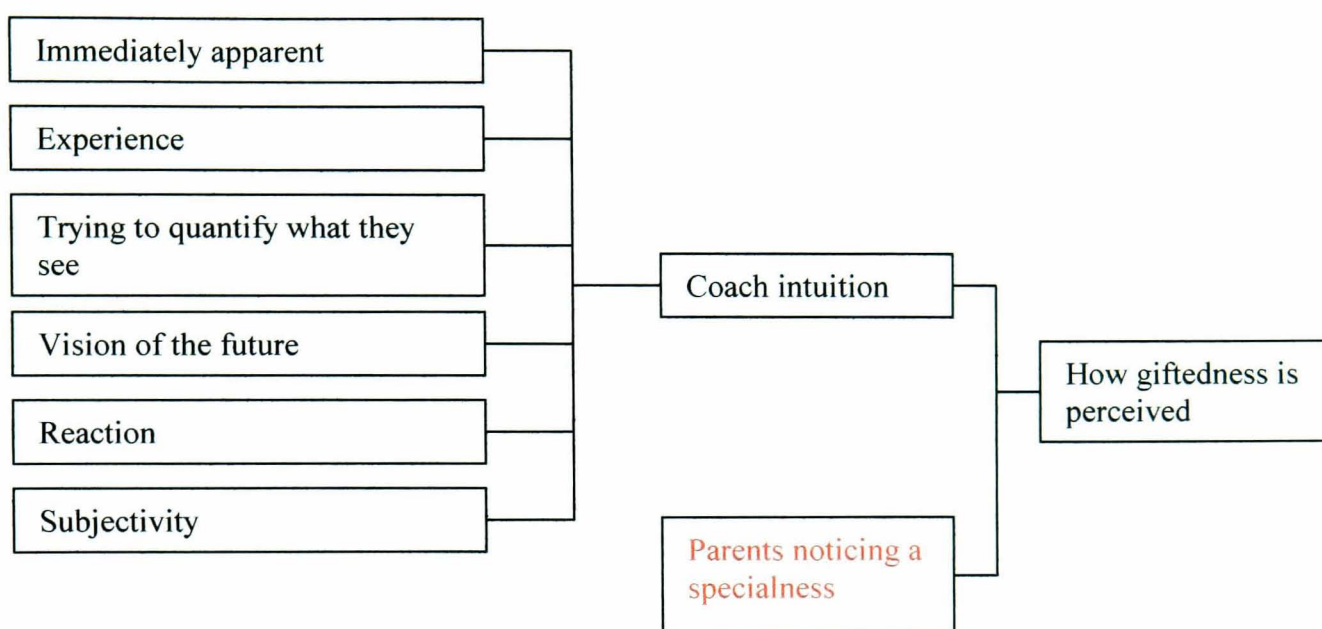 Immediately apparent
Experience
Trying to quantify what they
see
Vision of the future
Reaction
Subjectivity
Coach intuition
Parents noticing a
specialness
How giftedness is
perceived